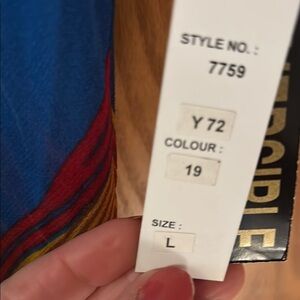 STYLE NO. :
7759
Y 72
COLOUR :
19
SIZE :
L